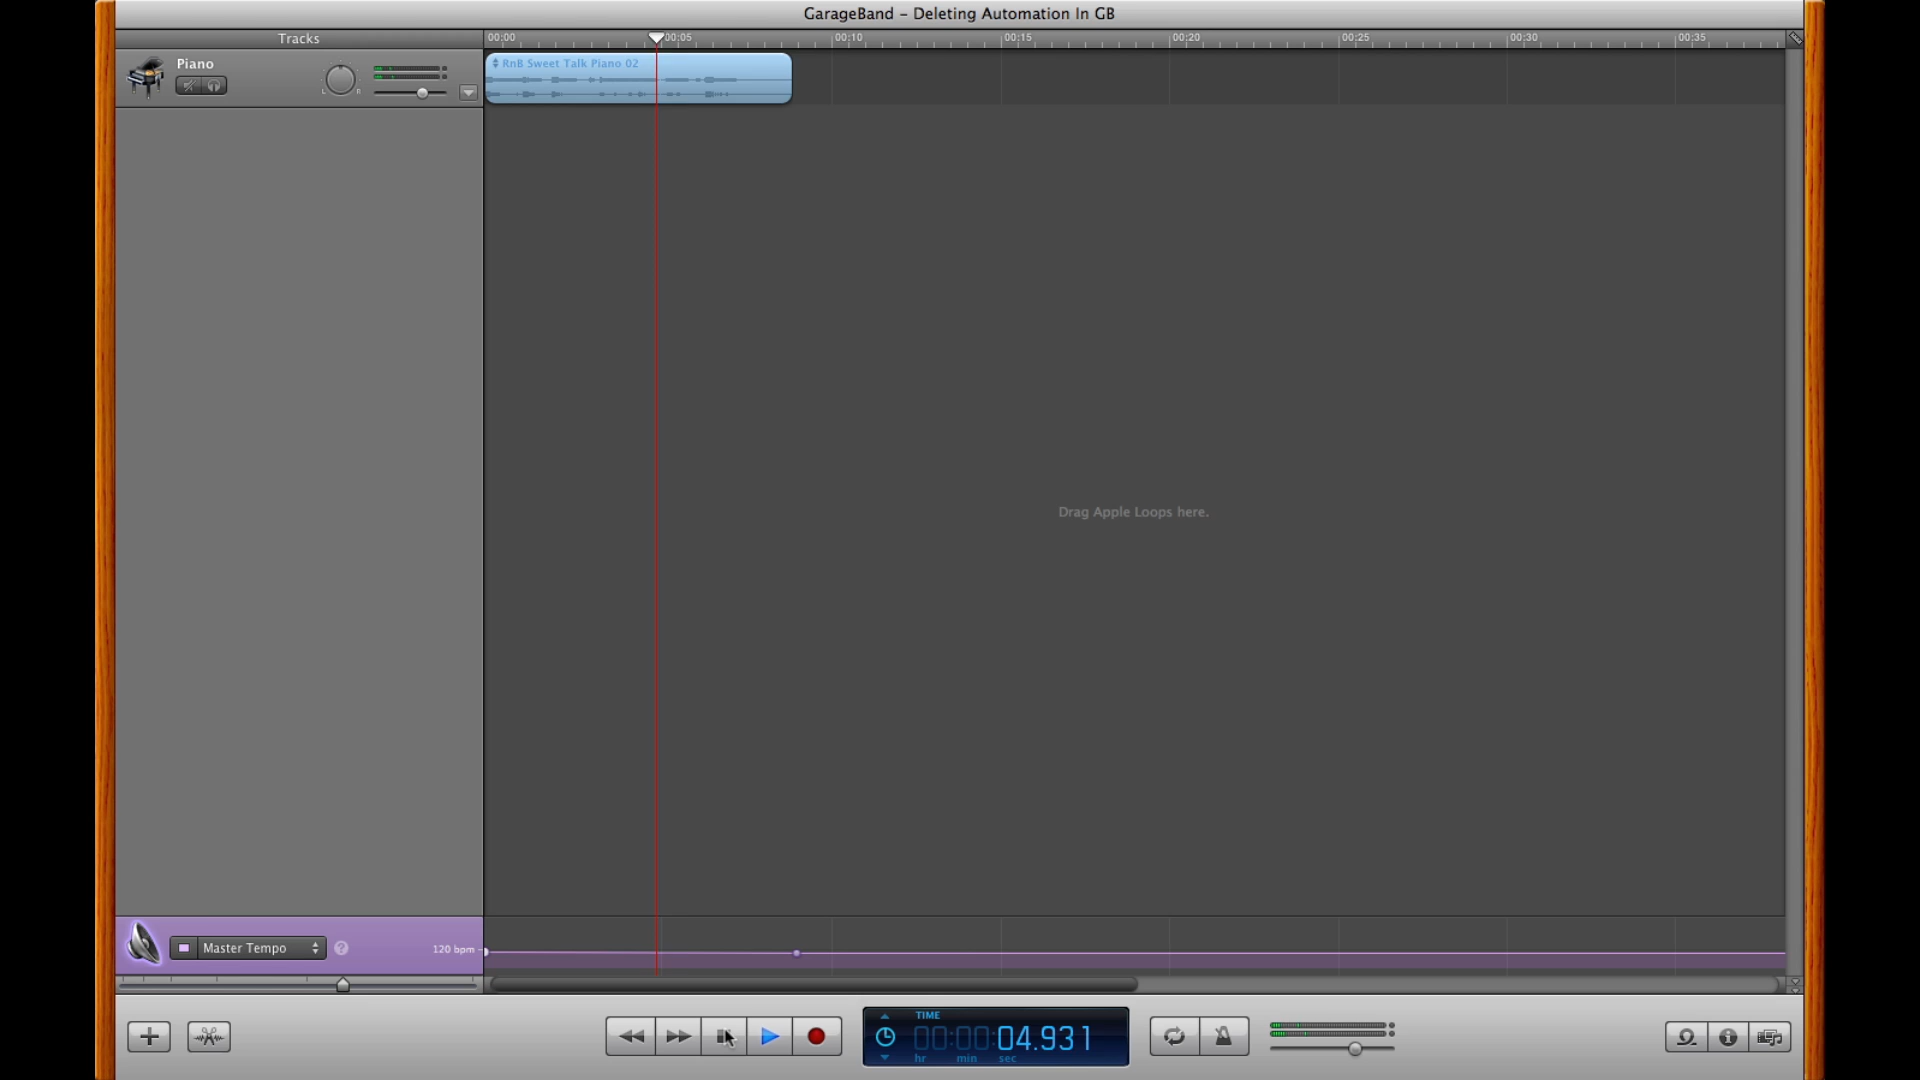 GarageBand – Deleting Automation In GB
Tracks
00:00 00:05 00:10 00:15 00:20 00:25 00:30 00:35
Piano
L R
RnB Sweet Talk Piano 02
Drag Apple Loops here.
Master Tempo
?
120 bpm
TIME
00:00:04.931
hr min sec